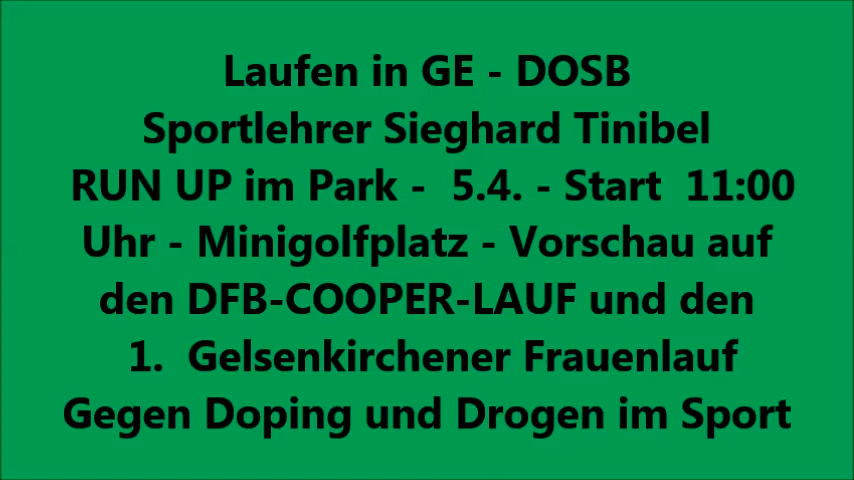 Laufen in GE - DOSB
Sportlehrer Sieghard Tinibel
RUN UP im Park - 5.4. - Start 11:00
Uhr - Minigolfplatz - Vorschau auf
den DFB-COOPER-LAUF und den
1. Gelsenkirchener Frauenlauf
Gegen Doping und Drogen im Sport